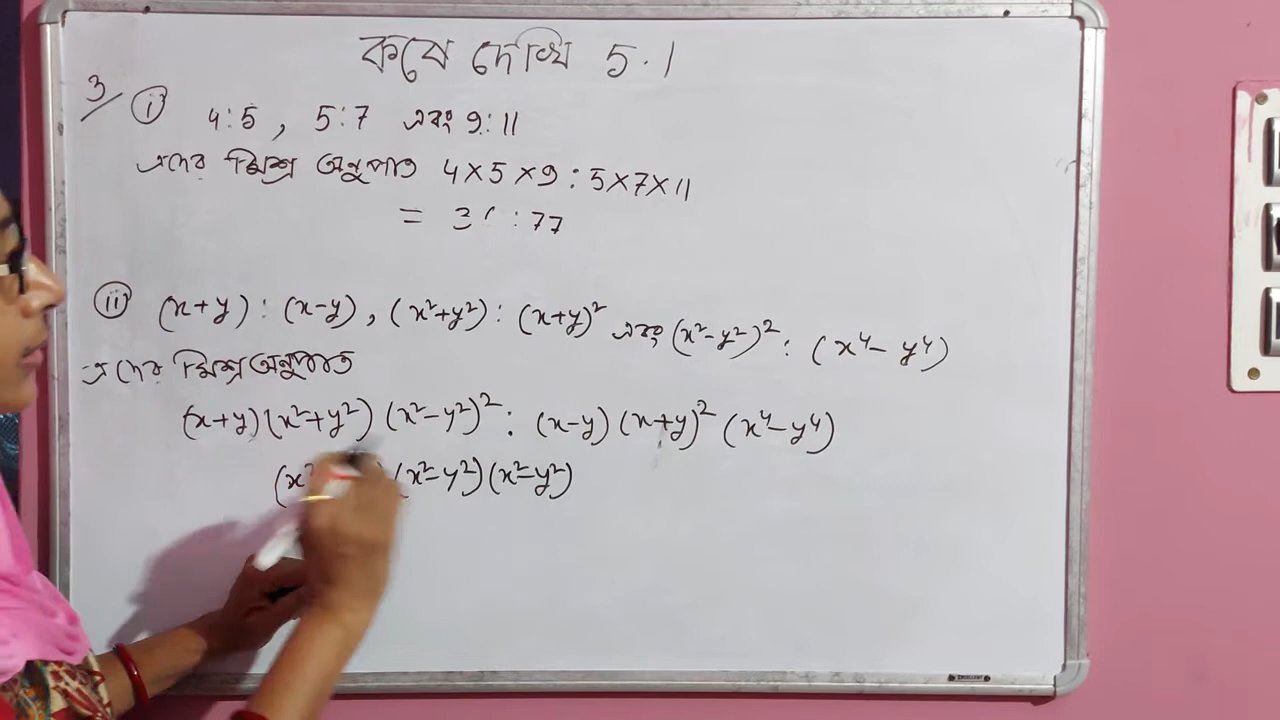 কষে দেখি 5.1
3/ (i) 4:5, 5:7 এবং 9:11
এদের মিশ্র অনুপাত 4×5×9 : 5×7×11
= 36 : 77
(ii) (x+y) : (x-y), (x²+y²) : (x+y)² এবং (x²-y²)² : (x⁴-y⁴)
এদের মিশ্র অনুপাত
(x+y)(x²+y²)(x²-y²)² : (x-y)(x+y)²(x⁴-y⁴)
(x² )(x²-y²)(x²-y²)
EXCELLENT